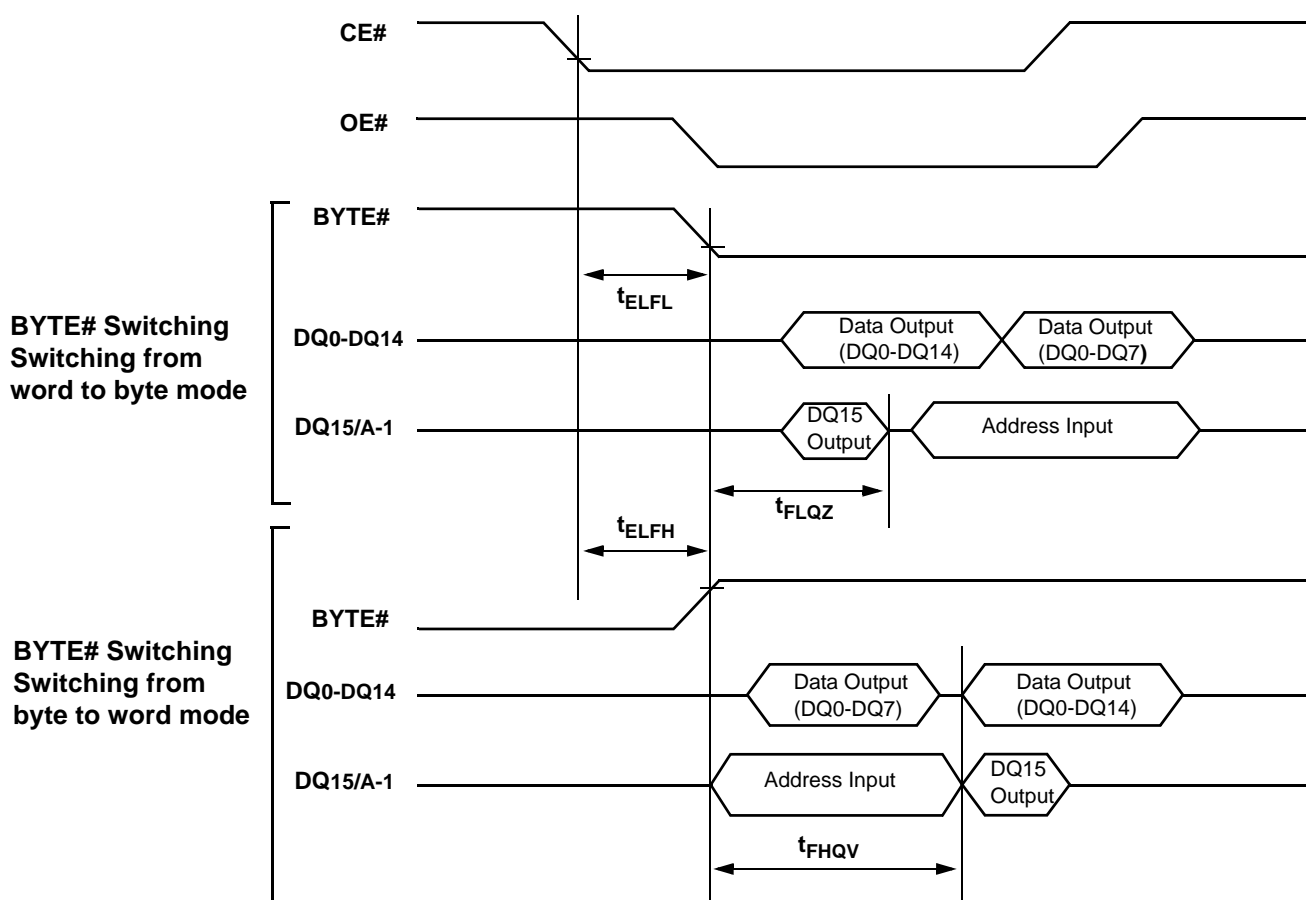 CE#
OE#
BYTE#
tELFL
BYTE# Switching
Switching from
word to byte mode
DQ0-DQ14
Data Output
(DQ0-DQ14)
Data Output
(DQ0-DQ7)
DQ15/A-1
DQ15
Output
Address Input
tFLQZ
tELFH
BYTE#
BYTE# Switching
Switching from
byte to word mode
DQ0-DQ14
Data Output
(DQ0-DQ7)
Data Output
(DQ0-DQ14)
DQ15/A-1
Address Input
DQ15
Output
tFHQV